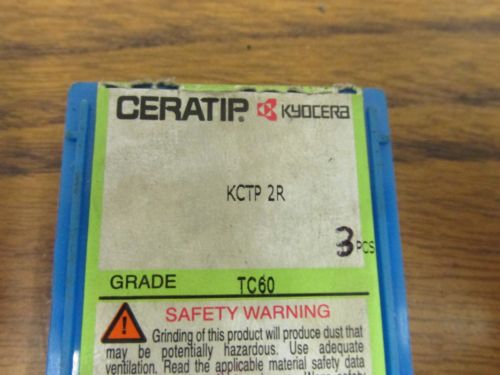 CERATIP. KYOCERA
KCTP 2R
3 PCS
GRADE TC60
SAFETY WARNING
Grinding of this product will produce dust that
may be potentially hazardous. Use adequate
ventilation. Read the applicable material safety data